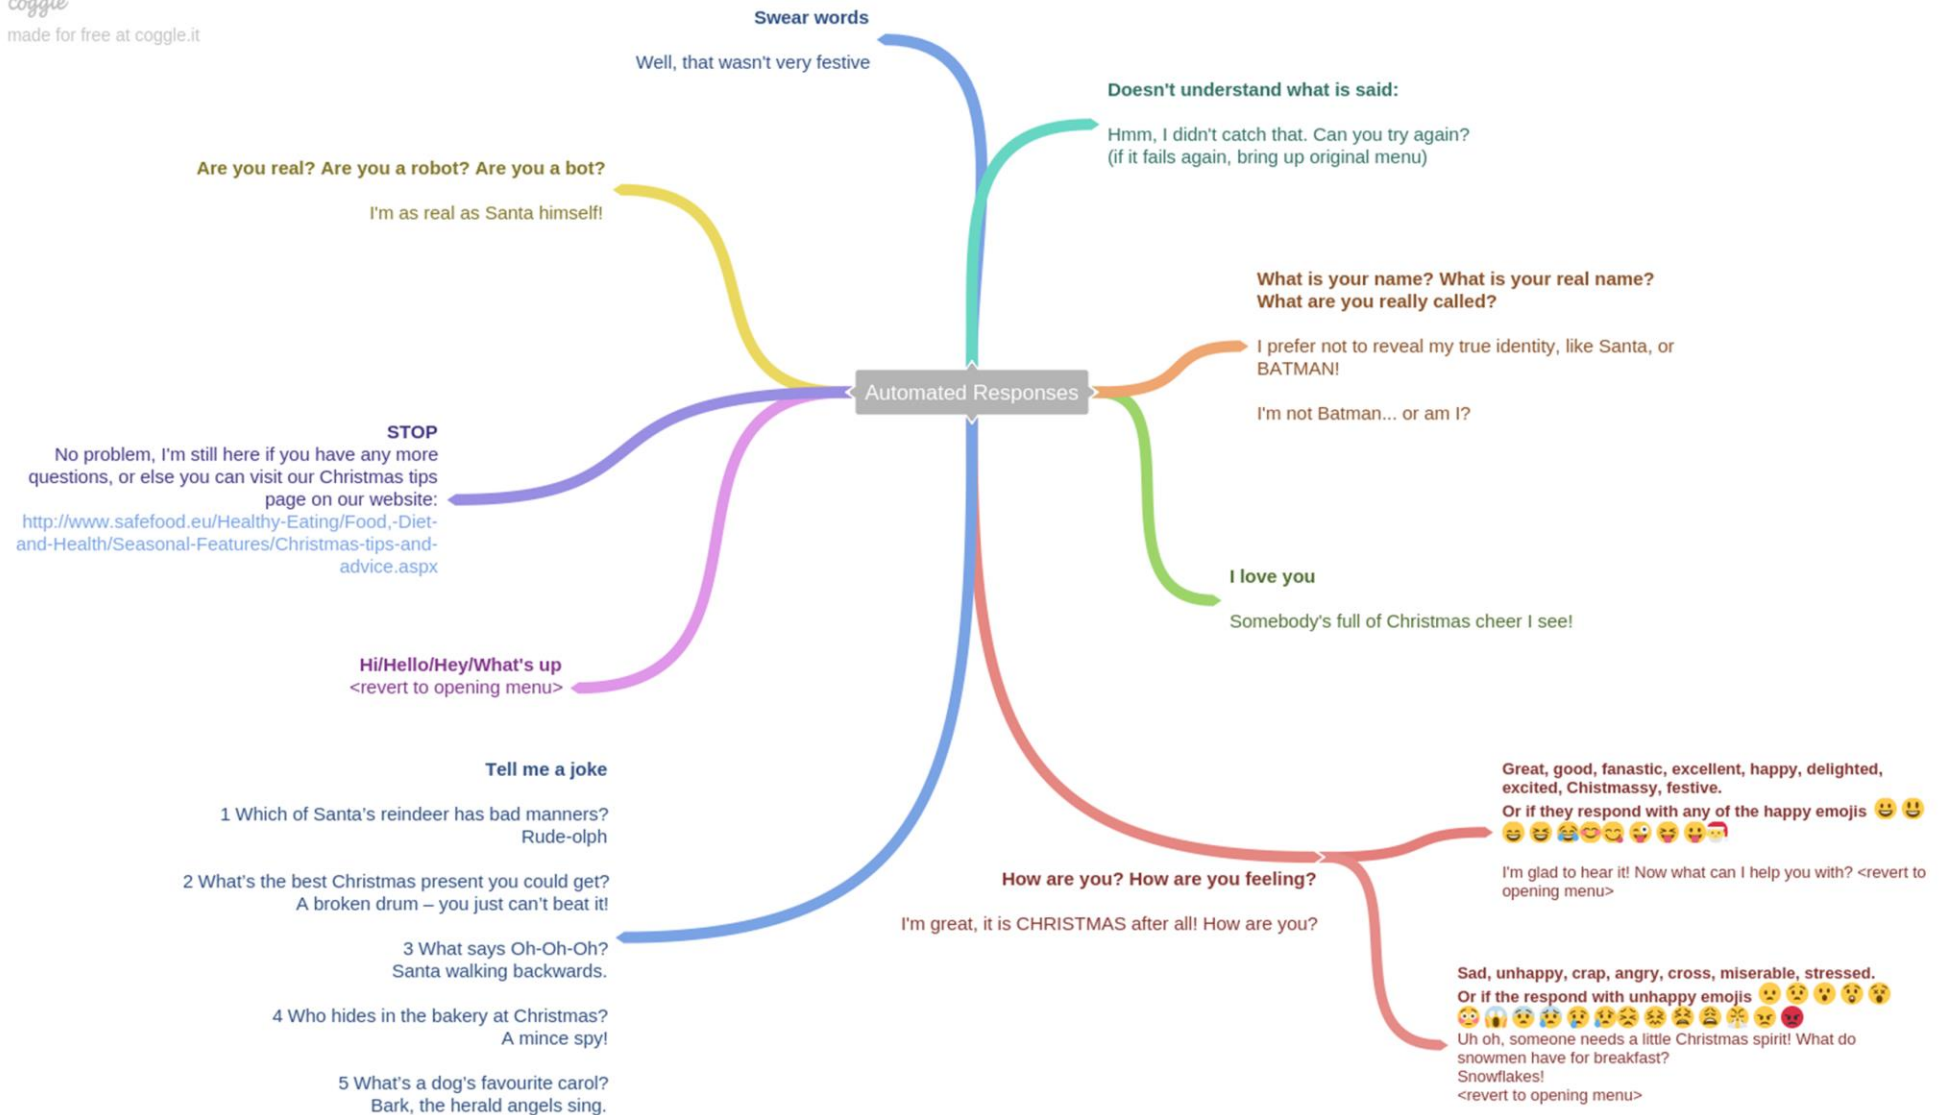 coggle
made for free at coggle.it
Swear words
Well, that wasn't very festive
Doesn't understand what is said:
Hmm, I didn't catch that. Can you try again?
(if it fails again, bring up original menu)
Are you real? Are you a robot? Are you a bot?
I'm as real as Santa himself!
What is your name? What is your real name?
What are you really called?
I prefer not to reveal my true identity, like Santa, or
BATMAN!
I'm not Batman... or am I?
Automated Responses
STOP
No problem, I'm still here if you have any more
questions, or else you can visit our Christmas tips
page on our website:
http://www.safefood.eu/Healthy-Eating/Food,-Diet-
and-Health/Seasonal-Features/Christmas-tips-and-
advice.aspx
I love you
Somebody's full of Christmas cheer I see!
Hi/Hello/Hey/What's up
<revert to opening menu>
Tell me a joke
1 Which of Santa’s reindeer has bad manners?
Rude-olph
2 What’s the best Christmas present you could get?
A broken drum – you just can’t beat it!
3 What says Oh-Oh-Oh?
Santa walking backwards.
4 Who hides in the bakery at Christmas?
A mince spy!
5 What’s a dog’s favourite carol?
Bark, the herald angels sing.
How are you? How are you feeling?
I'm great, it is CHRISTMAS after all! How are you?
Great, good, fanastic, excellent, happy, delighted,
excited, Chistmassy, festive.
Or if they respond with any of the happy emojis
I'm glad to hear it! Now what can I help you with? <revert to
opening menu>
Sad, unhappy, crap, angry, cross, miserable, stressed.
Or if the respond with unhappy emojis
Uh oh, someone needs a little Christmas spirit! What do
snowmen have for breakfast?
Snowflakes!
<revert to opening menu>